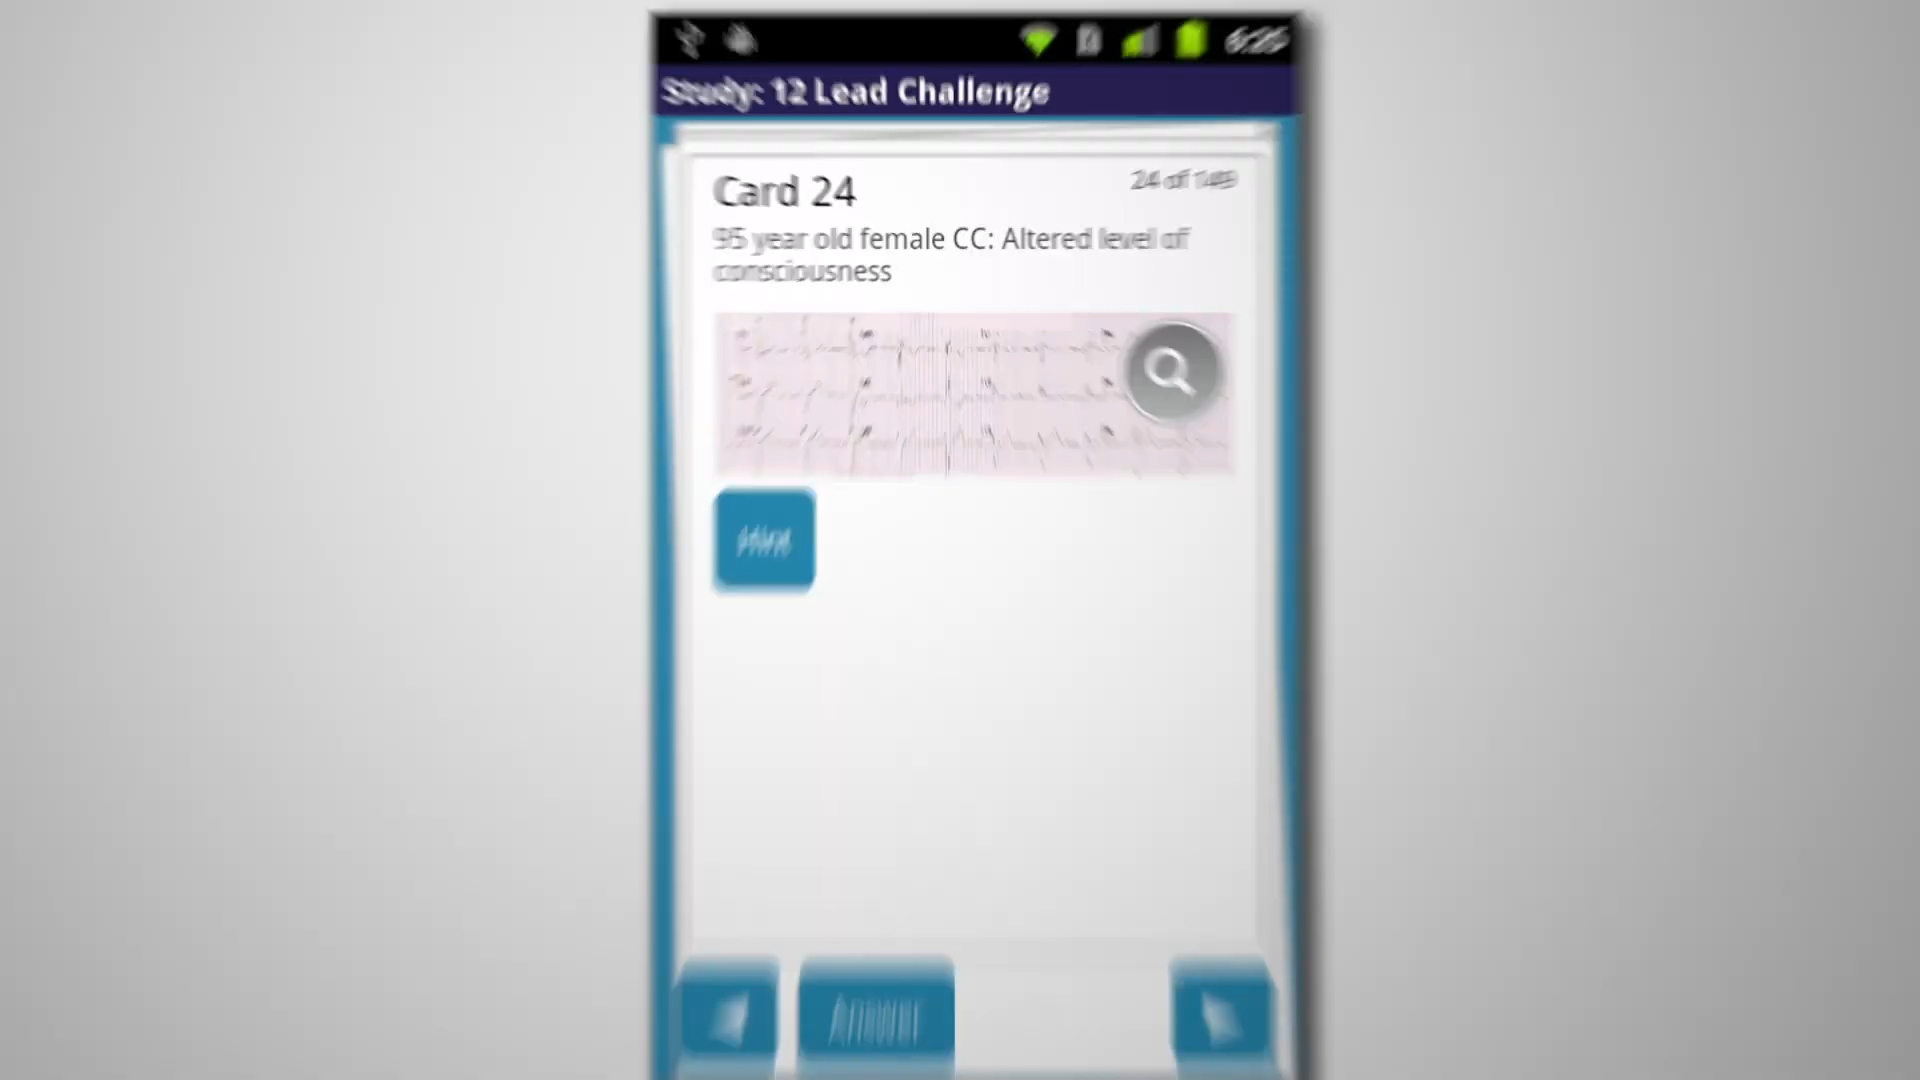 Study: 12 Lead Challenge
Card 24
24 of 149
95 year old female CC: Altered level of
consciousness
Hint
Answer